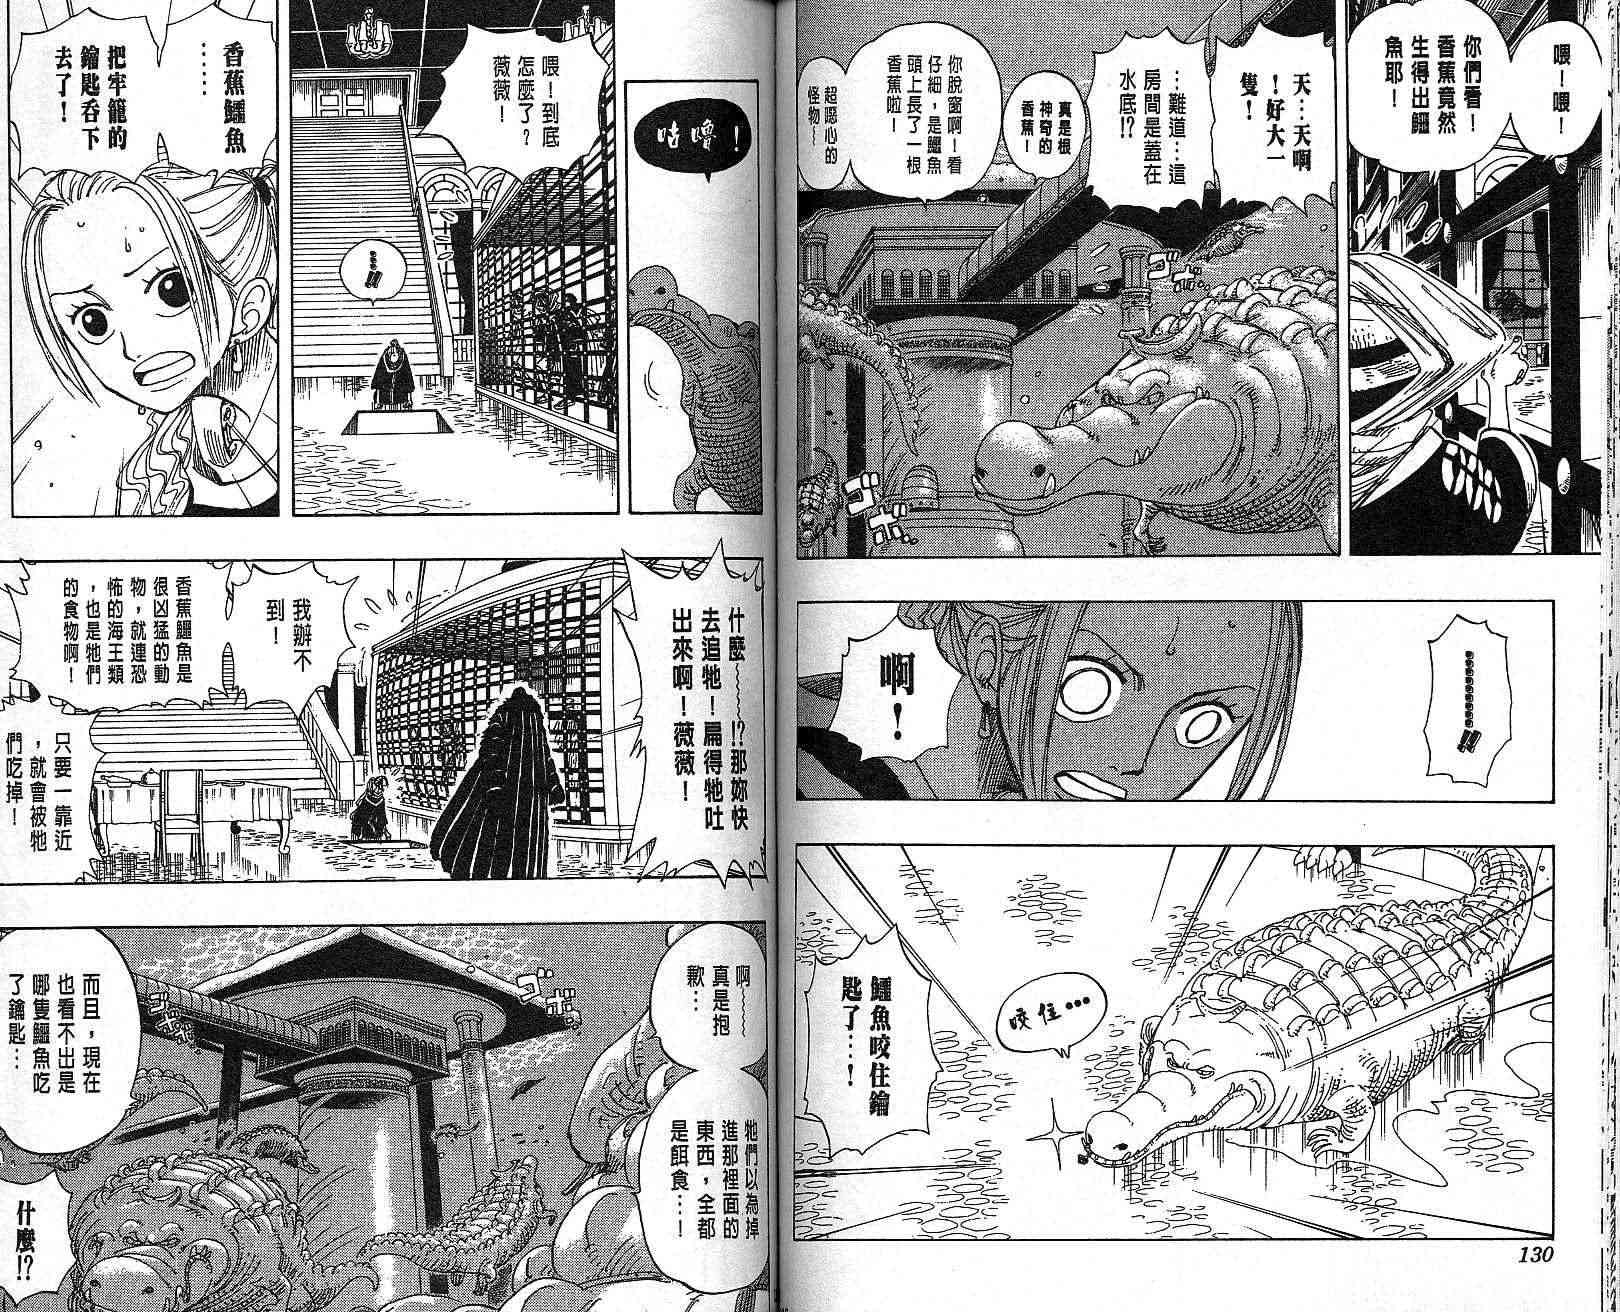 喂！喂！
你們看！
香蕉竟然
生得出鱷
魚耶！
天…天啊
！好大一
隻！
…難道…這
房間是蓋在
水底!?
真是根
神奇的
香蕉！
你脫窗啊！看
仔細，是鱷魚
頭上長了一根
香蕉啦！
超噁心的
怪物～
ゴボ…
ゴボ
………!!
啊！
咬住…
鱷魚咬住鑰
匙了…！
130
咕嚕！
喂！到底
怎麼了？
薇薇！
…!!
香蕉鱷魚
……
把牢籠的
鑰匙吞下
去了！
什麼～～!?那妳快
去追牠！扁得牠吐
出來啊！薇薇！
我辦不
到！
香蕉鱷魚是
很凶猛的動
物，就連恐
怖的海王類
，也是牠們
的食物啊！
只要一靠近
，就會被牠
們吃掉！
啊～～
真是抱
歉…
牠們以為掉
進那裡面的
東西，全都
是餌食…！
ゴボ
而且，現在
也看不出是
哪隻鱷魚吃
了鑰匙…
什麼!?